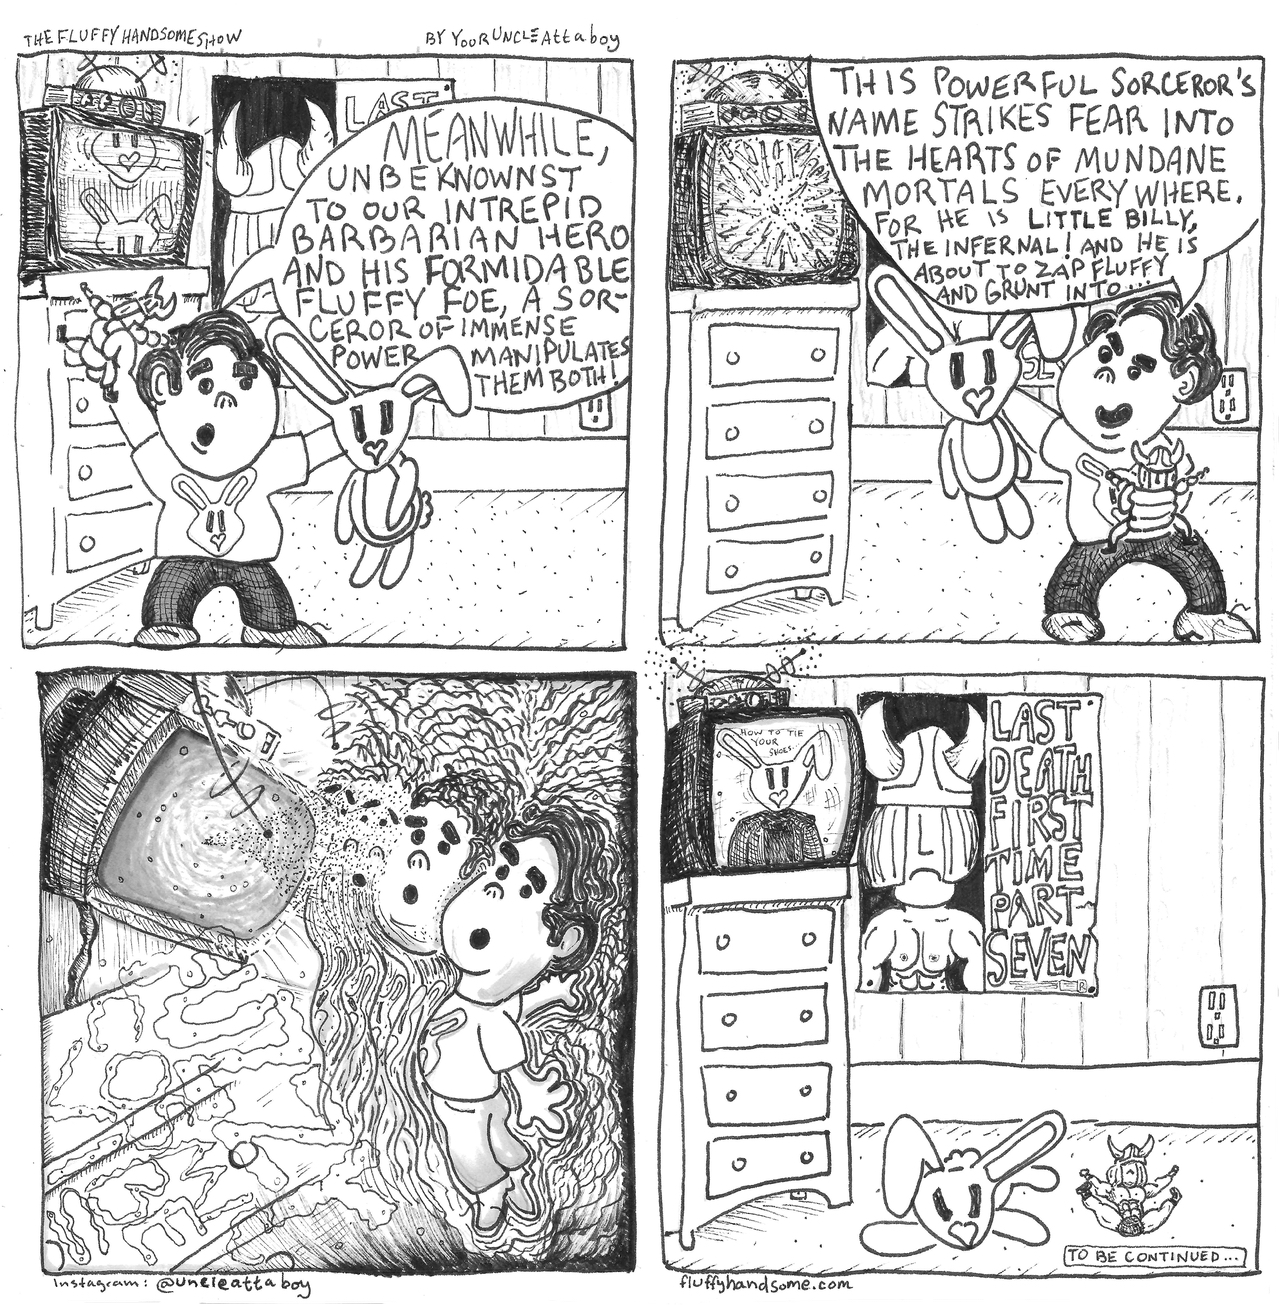 THE FLUFFY HANDSOME SHOW
BY YOUR UNCLE Attaboy
LAST
MEANWHILE,
UNBEKNOWNST
TO OUR INTREPID
BARBARIAN HERO
AND HIS FORMIDABLE
FLUFFY FOE, A SOR-
CEROR OF IMMENSE
POWER MANIPULATES
THEM BOTH!
THIS POWERFUL SORCEROR'S
NAME STRIKES FEAR INTO
THE HEARTS OF MUNDANE
MORTALS EVERYWHERE.
FOR HE IS LITTLE BILLY,
THE INFERNAL! AND HE IS
ABOUT TO ZAP FLUFFY
AND GRUNT INTO...
HOW TO TIE
YOUR
SHOES.
LAST
DEATH
FIRST
TIME
PART
SEVEN
TO BE CONTINUED...
Instagram: @uncleattaboy
fluffyhandsome.com